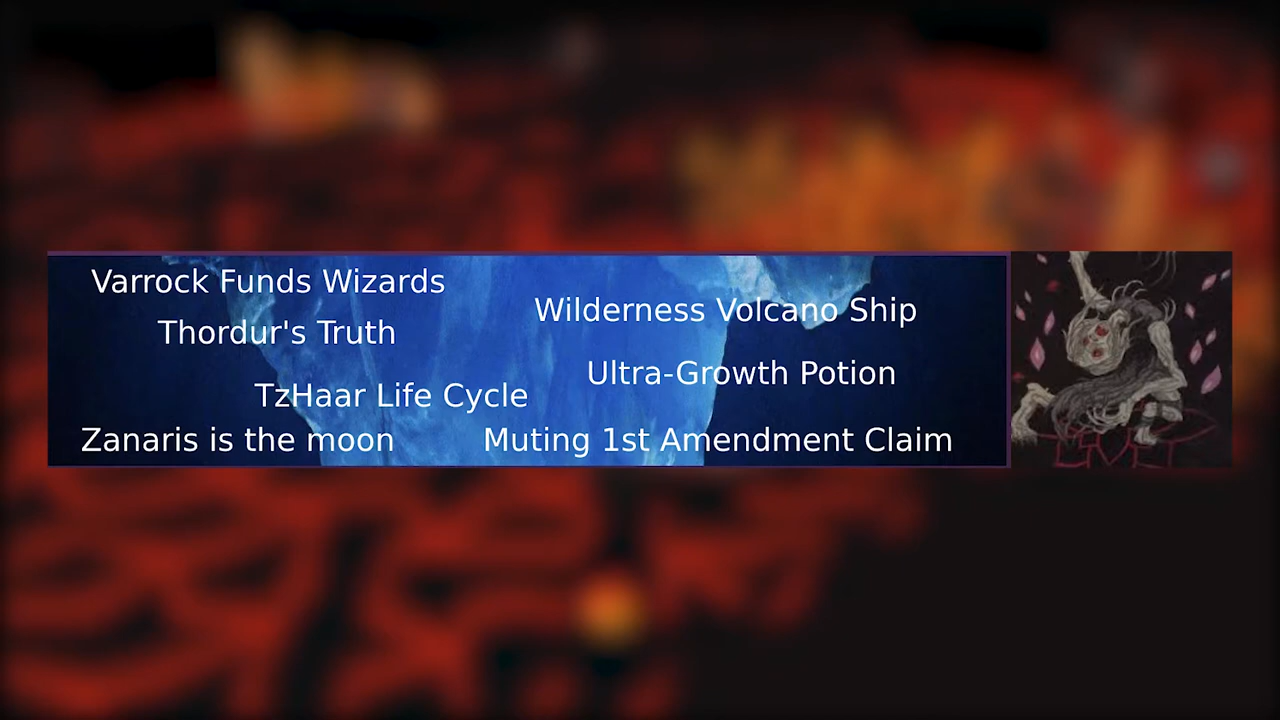 Varrock Funds Wizards
Wilderness Volcano Ship
Thordur's Truth
Ultra-Growth Potion
TzHaar Life Cycle
Zanaris is the moon
Muting 1st Amendment Claim